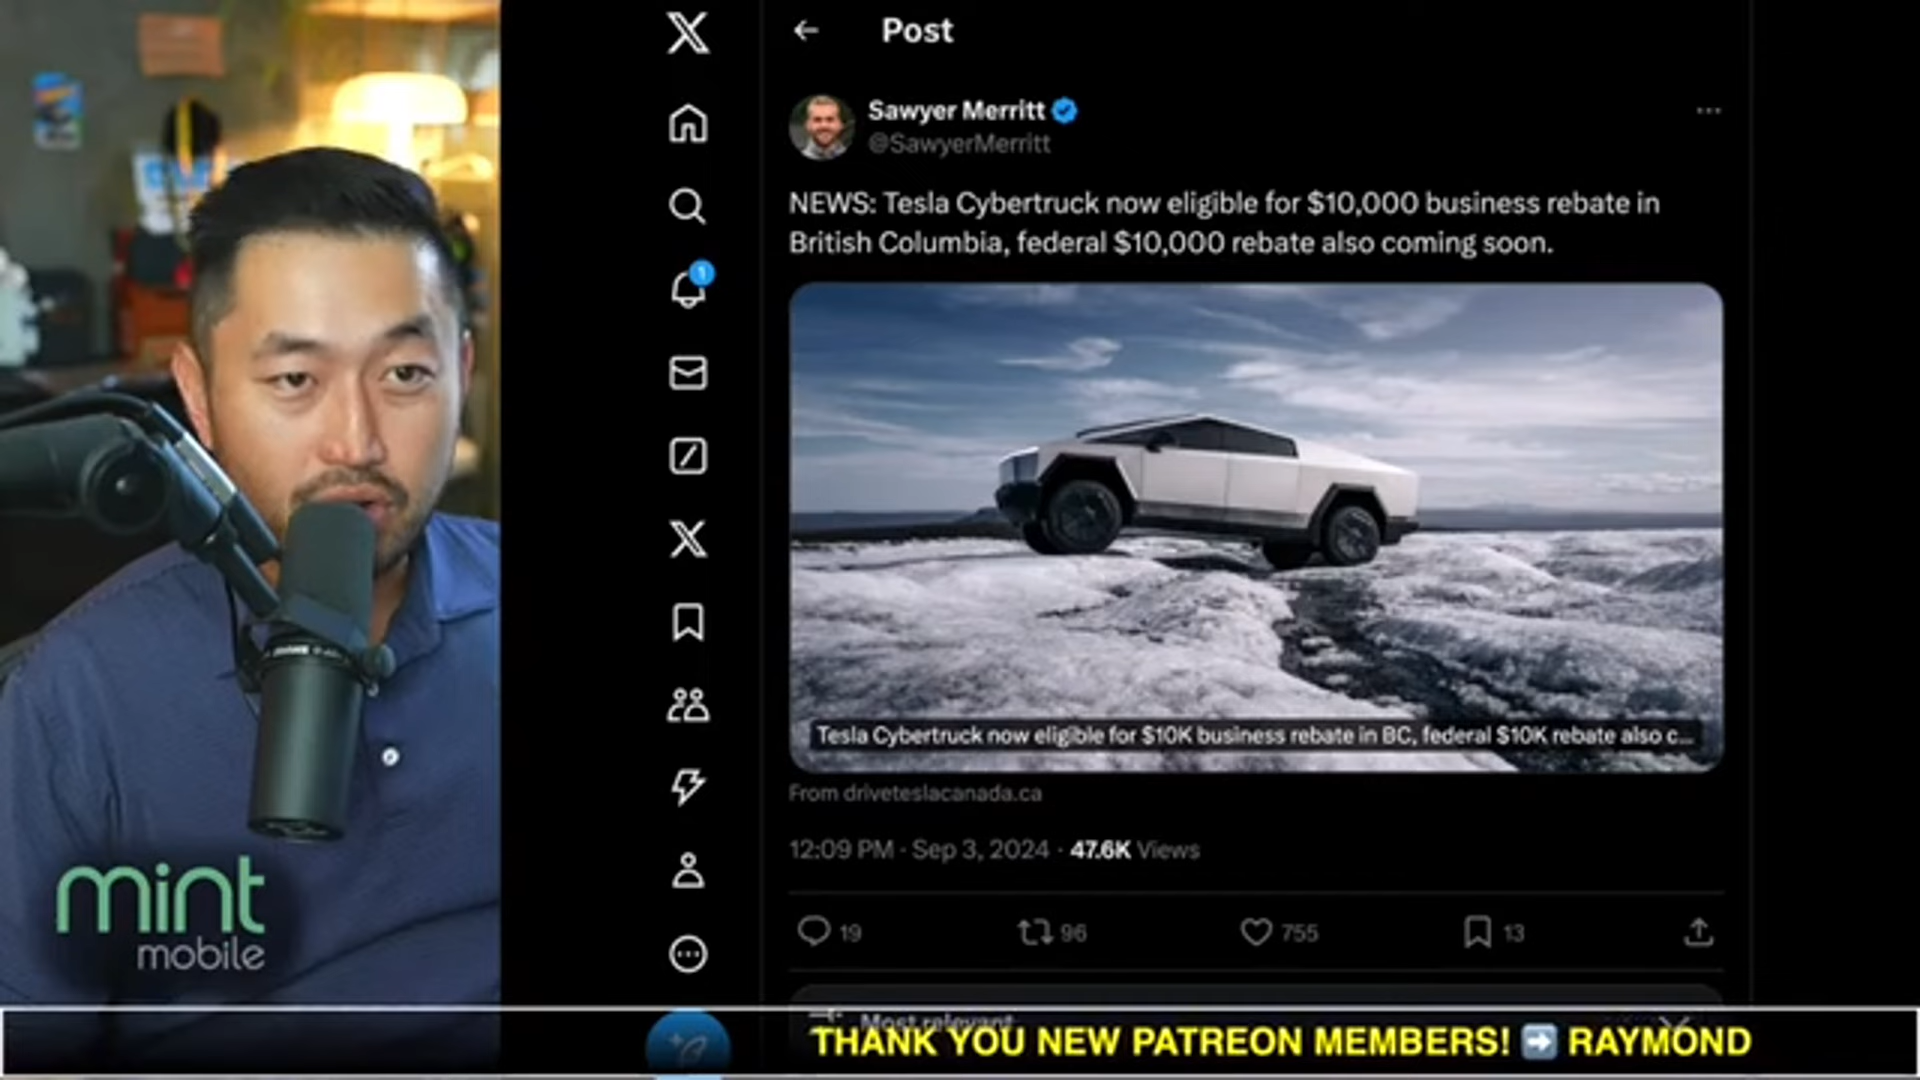 Post
Sawyer Merritt
@SawyerMerritt
NEWS: Tesla Cybertruck now eligible for $10,000 business rebate in
British Columbia, federal $10,000 rebate also coming soon.
Tesla Cybertruck now eligible for $10K business rebate in BC, federal $10K rebate also c...
From driveteslacanada.ca
12:09 PM · Sep 3, 2024 · 47.6K Views
19 96 755 13
Most relevant
1
mint
mobile
THANK YOU NEW PATREON MEMBERS! ➡ RAYMOND